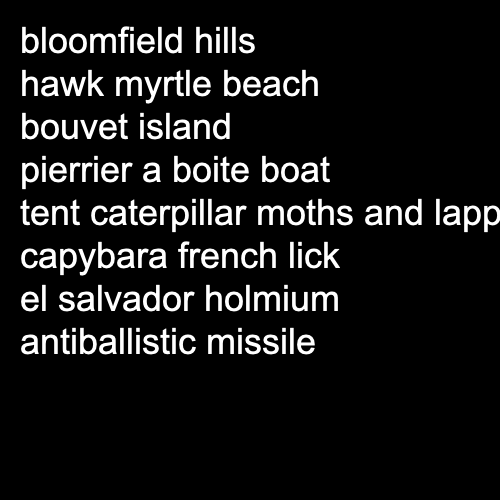 bloomfield hills
hawk myrtle beach
bouvet island
pierrier a boite boat
tent caterpillar moths and lapp
capybara french lick
el salvador holmium
antiballistic missile